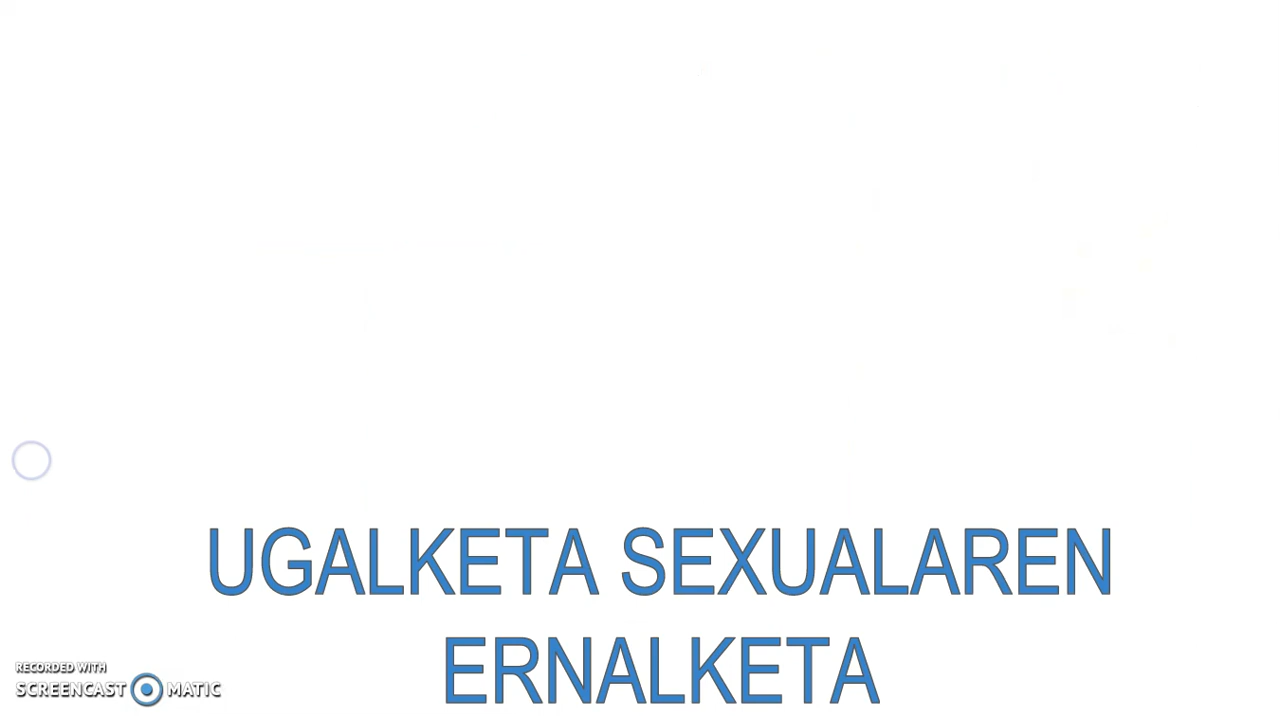 UGALKETA SEXUALAREN
ERNALKETA
RECORDED WITH
SCREENCAST MATIC